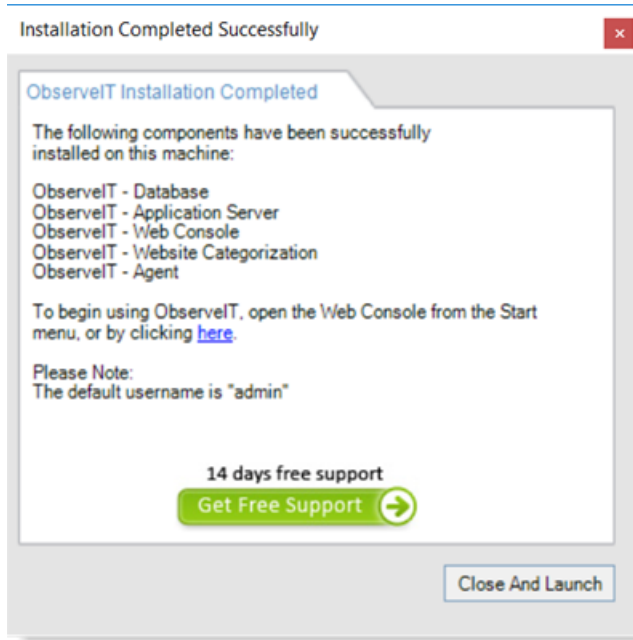 Installation Completed Successfully
ObserveIT Installation Completed
The following components have been successfully
installed on this machine:
ObserveIT - Database
ObserveIT - Application Server
ObserveIT - Web Console
ObserveIT - Website Categorization
ObserveIT - Agent
To begin using ObserveIT, open the Web Console from the Start
menu, or by clicking here.
Please Note:
The default username is "admin"
14 days free support
Get Free Support
Close And Launch